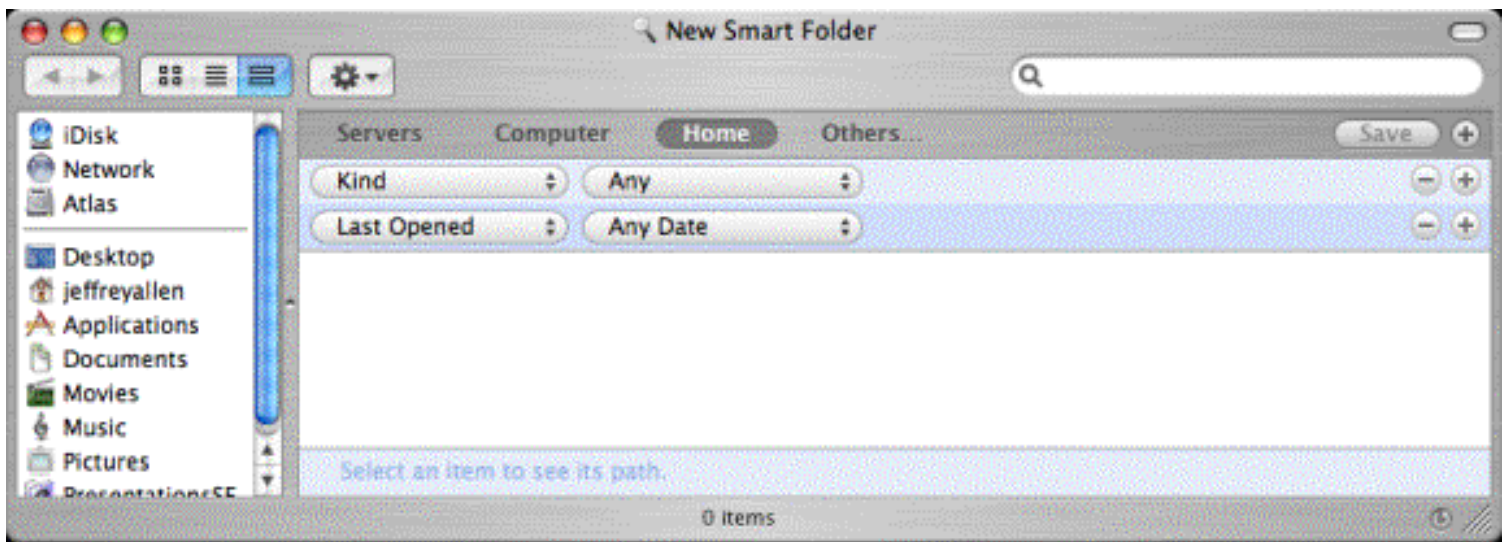 New Smart Folder
iDisk
Network
Atlas
Desktop
jeffreyallen
Applications
Documents
Movies
Music
Pictures
PresentationsSF
Servers Computer Home Others... Save
Kind Any
Last Opened Any Date
Select an item to see its path.
0 items